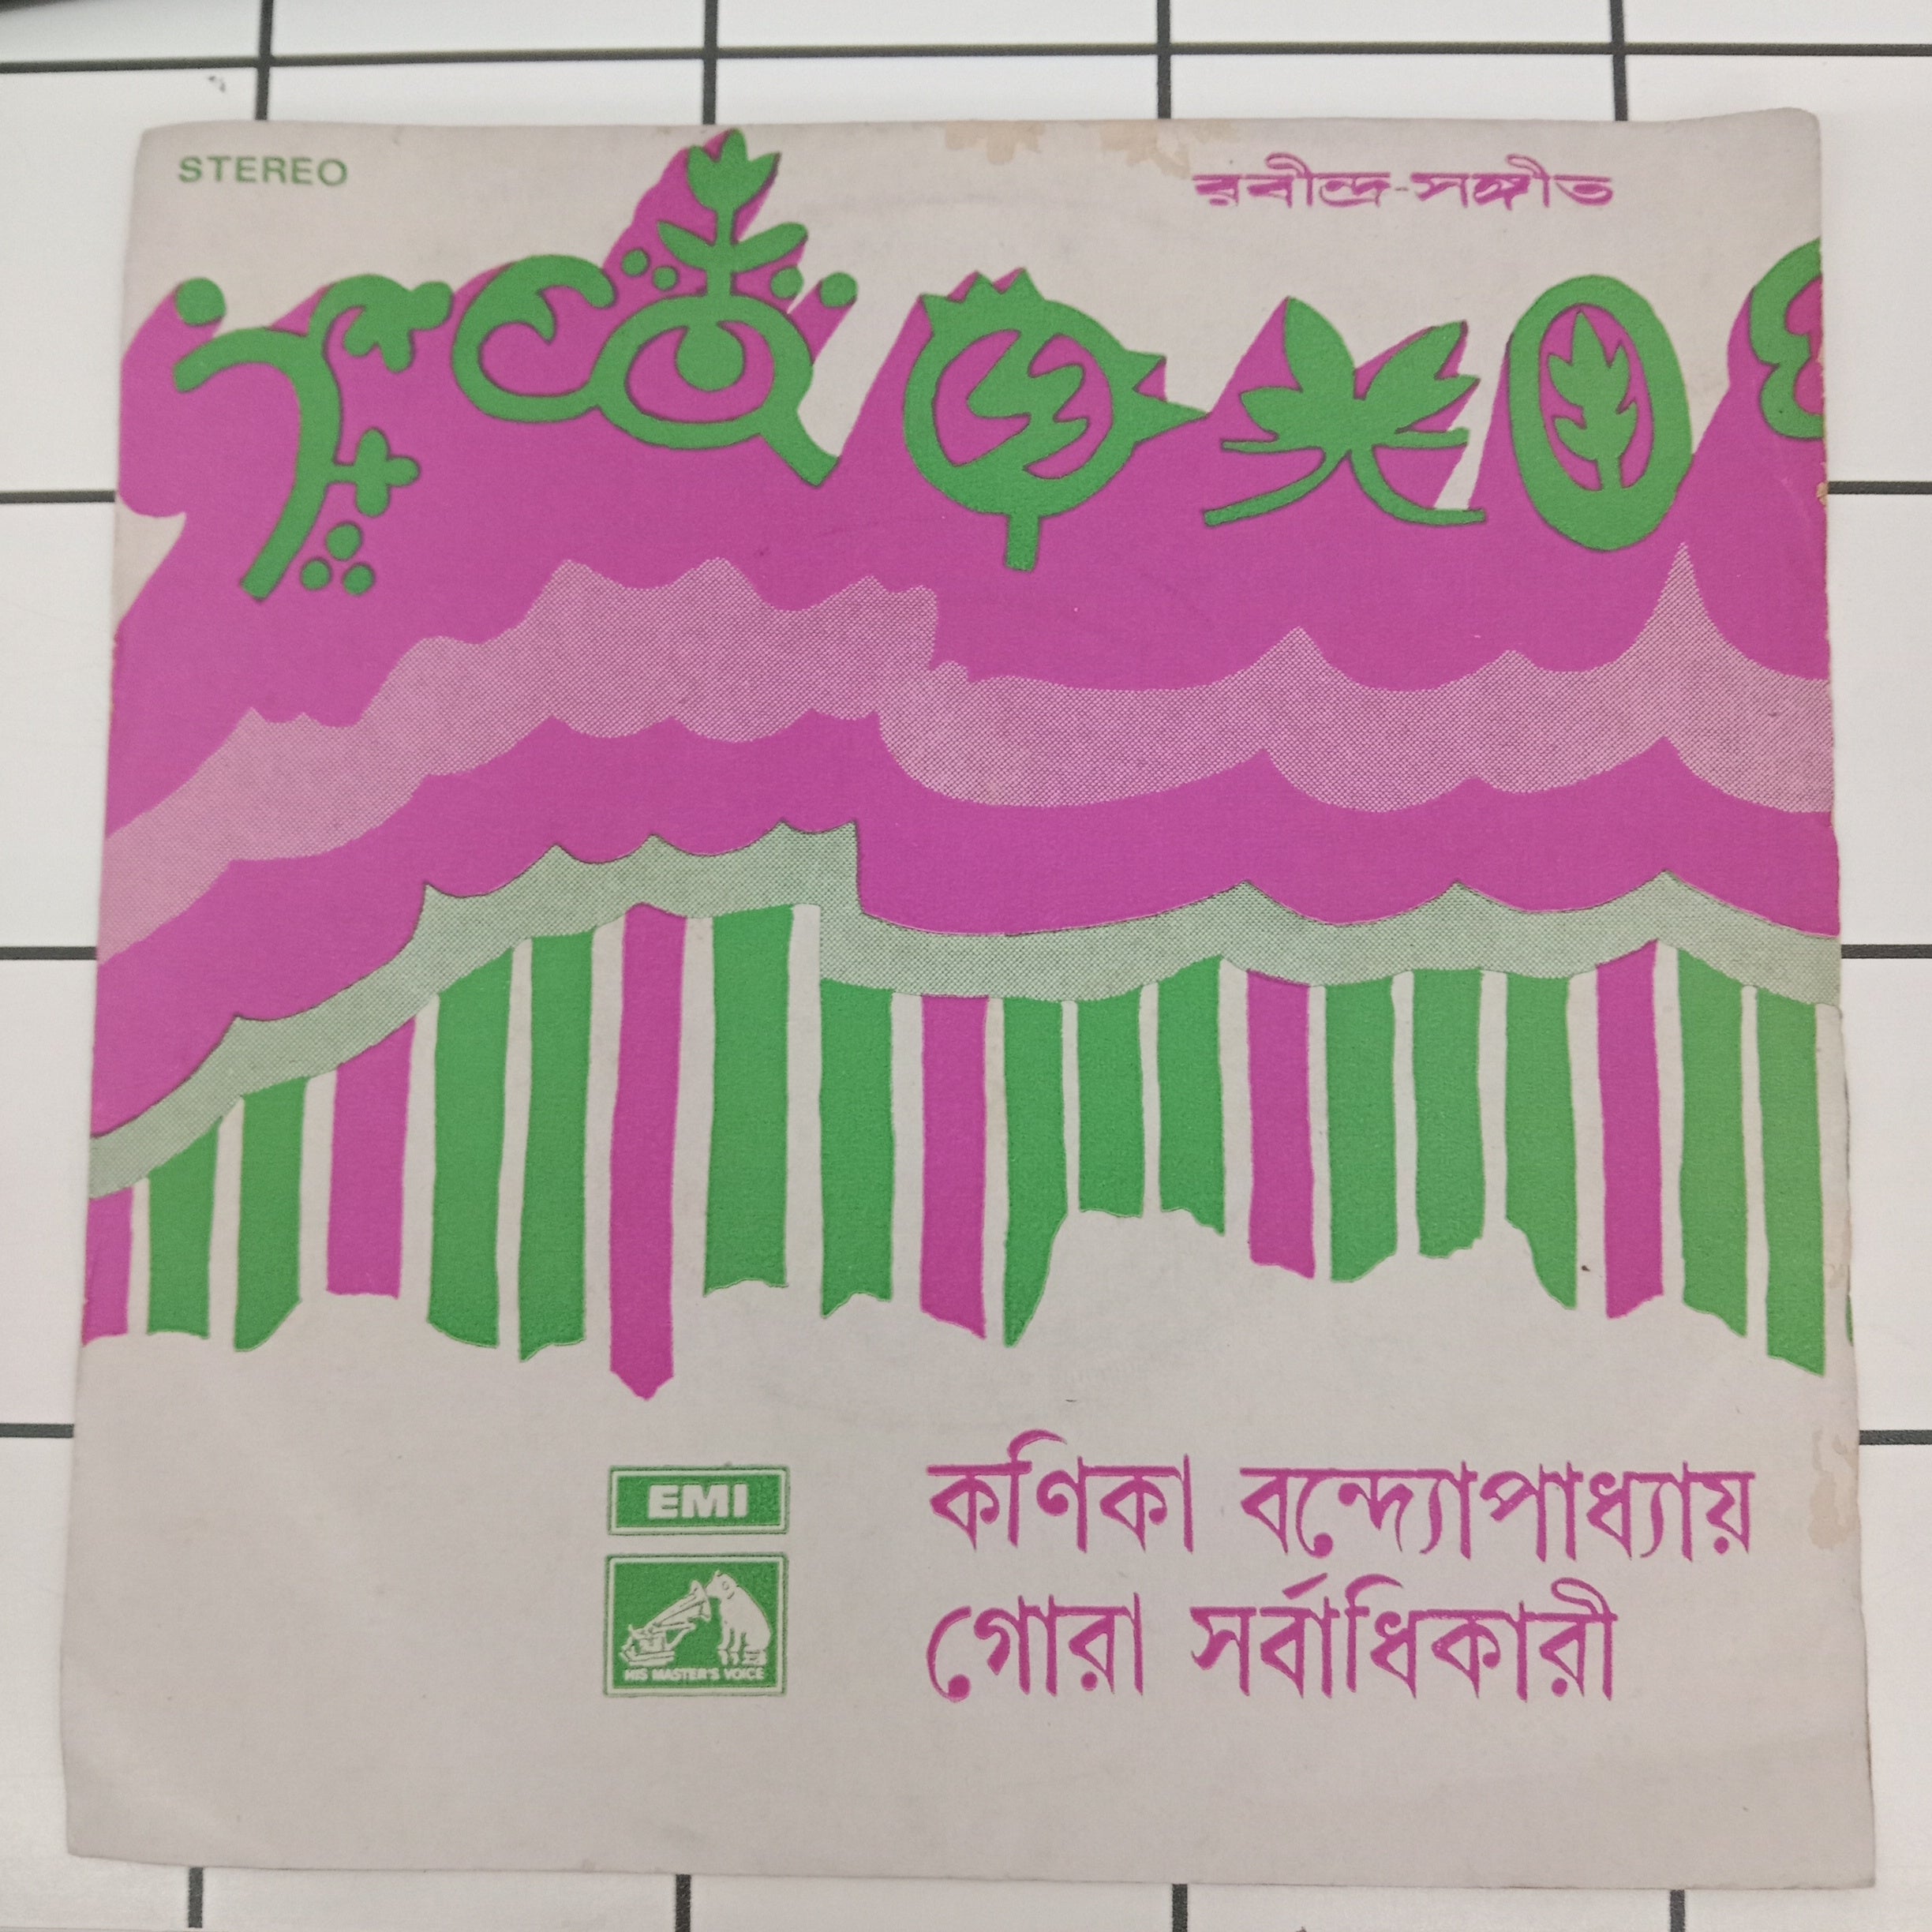 STEREO
রবীন্দ্র-সঙ্গীত
EMI
HIS MASTER'S VOICE
কণিকা বন্দ্যোপাধ্যায়
গোরা সর্বাধিকারী